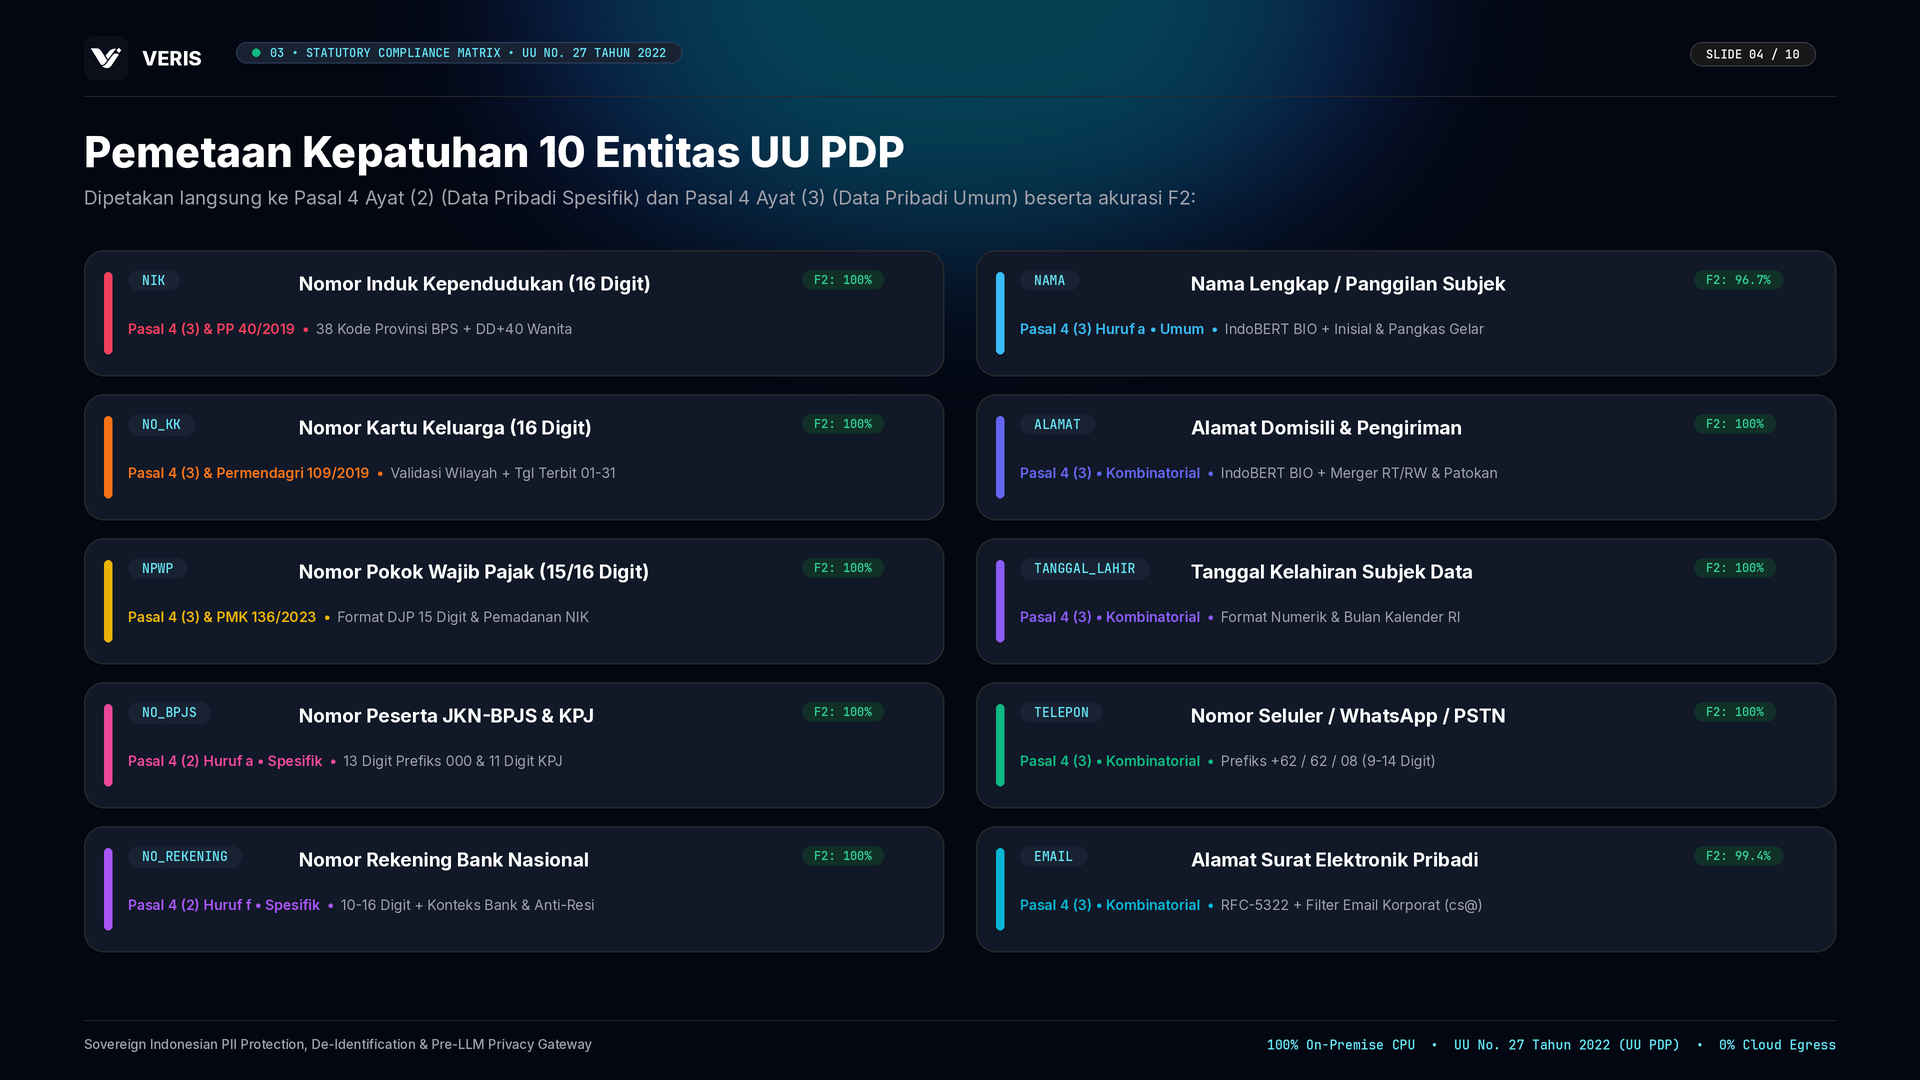 VERIS
03 • STATUTORY COMPLIANCE MATRIX • UU NO. 27 TAHUN 2022
SLIDE 04 / 10
Pemetaan Kepatuhan 10 Entitas UU PDP
Dipetakan langsung ke Pasal 4 Ayat (2) (Data Pribadi Spesifik) dan Pasal 4 Ayat (3) (Data Pribadi Umum) beserta akurasi F2:
NIK
Nomor Induk Kependudukan (16 Digit)
F2: 100%
Pasal 4 (3) & PP 40/2019 • 38 Kode Provinsi BPS + DD+40 Wanita
NAMA
Nama Lengkap / Panggilan Subjek
F2: 96.7%
Pasal 4 (3) Huruf a • Umum • IndoBERT BIO + Inisial & Pangkas Gelar
NO_KK
Nomor Kartu Keluarga (16 Digit)
F2: 100%
Pasal 4 (3) & Permendagri 109/2019 • Validasi Wilayah + Tgl Terbit 01-31
ALAMAT
Alamat Domisili & Pengiriman
F2: 100%
Pasal 4 (3) • Kombinatorial • IndoBERT BIO + Merger RT/RW & Patokan
NPWP
Nomor Pokok Wajib Pajak (15/16 Digit)
F2: 100%
Pasal 4 (3) & PMK 136/2023 • Format DJP 15 Digit & Pemadanan NIK
TANGGAL_LAHIR
Tanggal Kelahiran Subjek Data
F2: 100%
Pasal 4 (3) • Kombinatorial • Format Numerik & Bulan Kalender RI
NO_BPJS
Nomor Peserta JKN-BPJS & KPJ
F2: 100%
Pasal 4 (2) Huruf a • Spesifik • 13 Digit Prefiks 000 & 11 Digit KPJ
TELEPON
Nomor Seluler / WhatsApp / PSTN
F2: 100%
Pasal 4 (3) • Kombinatorial • Prefiks +62 / 62 / 08 (9-14 Digit)
NO_REKENING
Nomor Rekening Bank Nasional
F2: 100%
Pasal 4 (2) Huruf f • Spesifik • 10-16 Digit + Konteks Bank & Anti-Resi
EMAIL
Alamat Surat Elektronik Pribadi
F2: 99.4%
Pasal 4 (3) • Kombinatorial • RFC-5322 + Filter Email Korporat (cs@)
Sovereign Indonesian PII Protection, De-Identification & Pre-LLM Privacy Gateway
100% On-Premise CPU • UU No. 27 Tahun 2022 (UU PDP) • 0% Cloud Egress